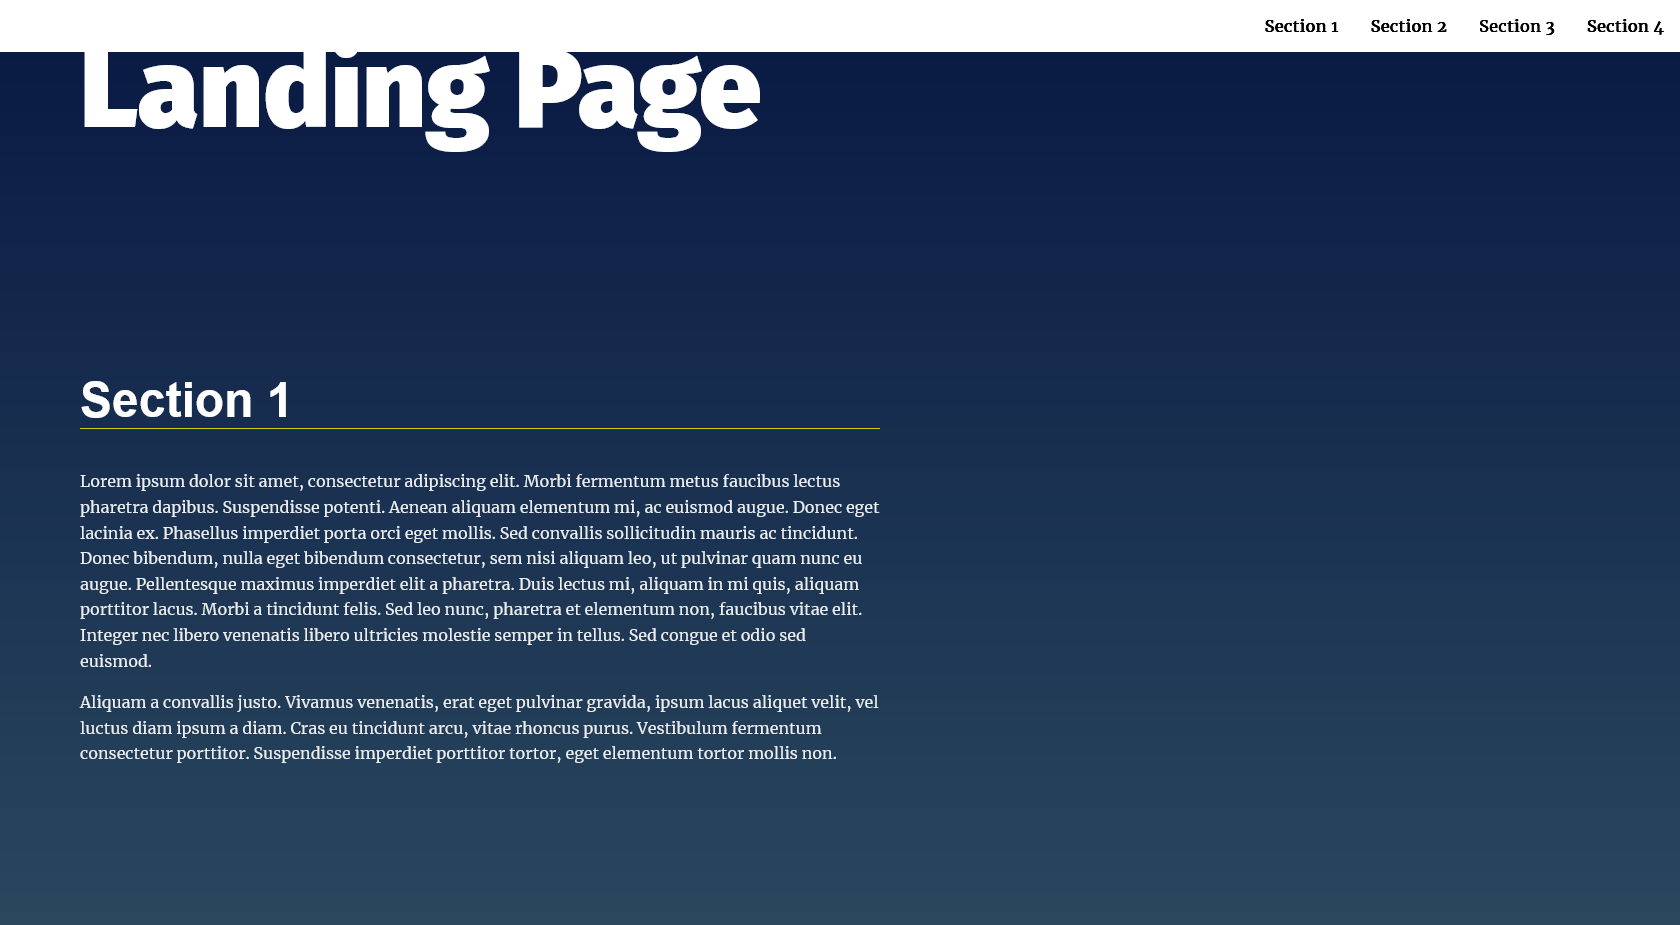 Section 1 Section 2 Section 3 Section 4
Landing Page
Section 1
Lorem ipsum dolor sit amet, consectetur adipiscing elit. Morbi fermentum metus faucibus lectus
pharetra dapibus. Suspendisse potenti. Aenean aliquam elementum mi, ac euismod augue. Donec eget
lacinia ex. Phasellus imperdiet porta orci eget mollis. Sed convallis sollicitudin mauris ac tincidunt.
Donec bibendum, nulla eget bibendum consectetur, sem nisi aliquam leo, ut pulvinar quam nunc eu
augue. Pellentesque maximus imperdiet elit a pharetra. Duis lectus mi, aliquam in mi quis, aliquam
porttitor lacus. Morbi a tincidunt felis. Sed leo nunc, pharetra et elementum non, faucibus vitae elit.
Integer nec libero venenatis libero ultricies molestie semper in tellus. Sed congue et odio sed
euismod.
Aliquam a convallis justo. Vivamus venenatis, erat eget pulvinar gravida, ipsum lacus aliquet velit, vel
luctus diam ipsum a diam. Cras eu tincidunt arcu, vitae rhoncus purus. Vestibulum fermentum
consectetur porttitor. Suspendisse imperdiet porttitor tortor, eget elementum tortor mollis non.